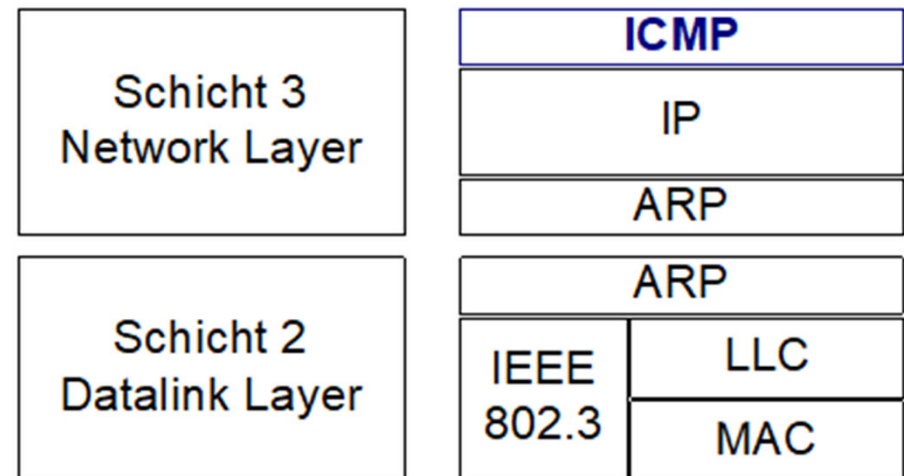 Schicht 3
Network Layer
ICMP
IP
ARP
Schicht 2
Datalink Layer
ARP
IEEE
802.3
LLC
MAC